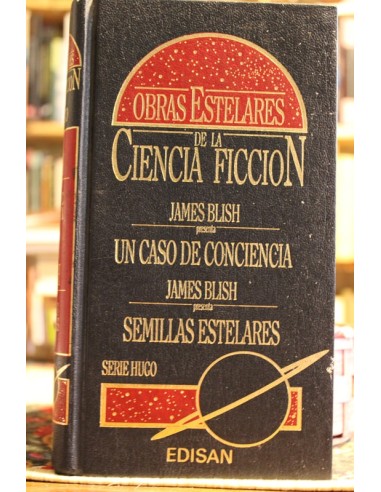 OBRAS ESTELARES
DE LA
CIENCIA FICCION
JAMES BLISH
presenta
UN CASO DE CONCIENCIA
JAMES BLISH
presenta
SEMILLAS ESTELARES
SERIE HUGO
EDISAN